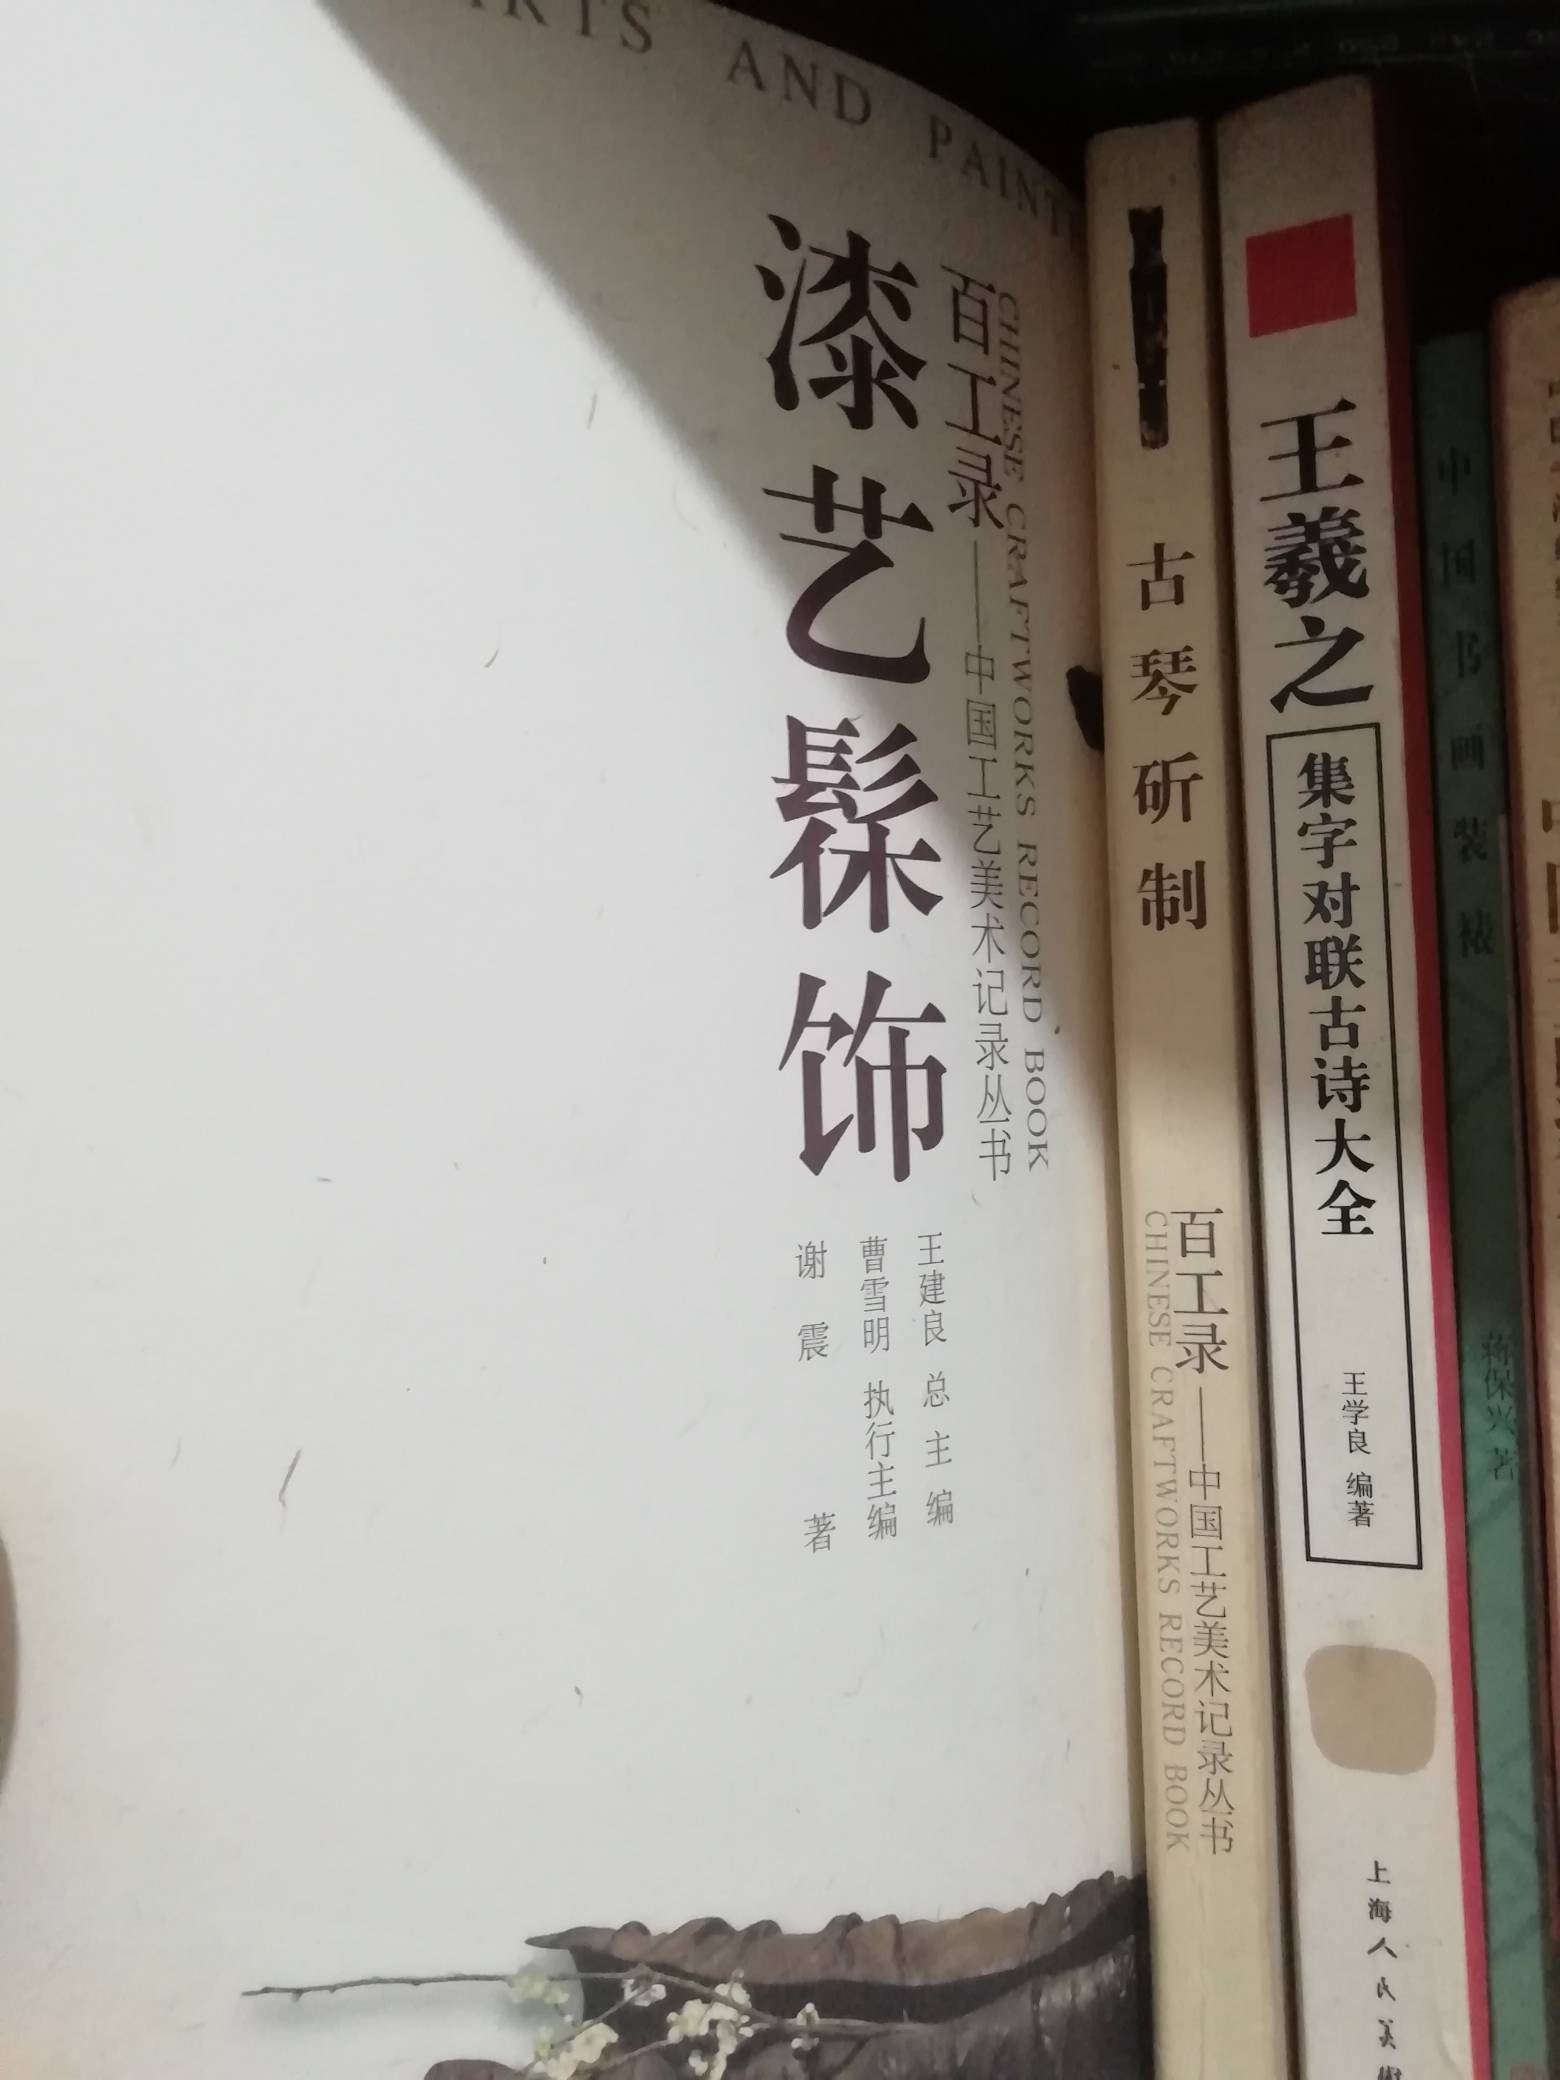 AND
漆艺髹饰
百工录——中国工艺美术记录丛书
CHINESE CRAFTWORKS RECORD BOOK
王建良 总主编
曹雪明 执行主编
谢震 著
古琴斫制
百工录——中国工艺美术记录丛书
CHINESE CRAFTWORKS RECORD BOOK
王羲之
集字对联古诗大全
王学良 编著
上海人民美
中国书画装裱